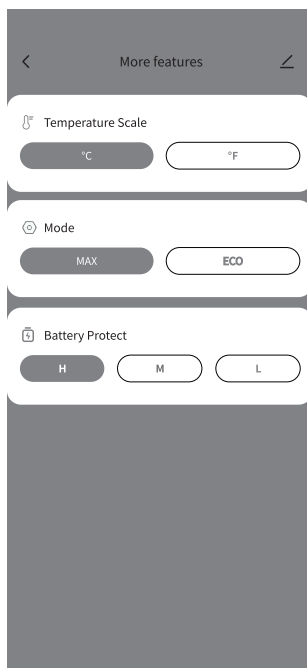 More features
Temperature Scale
°C °F
Mode
MAX ECO
Battery Protect
H M L